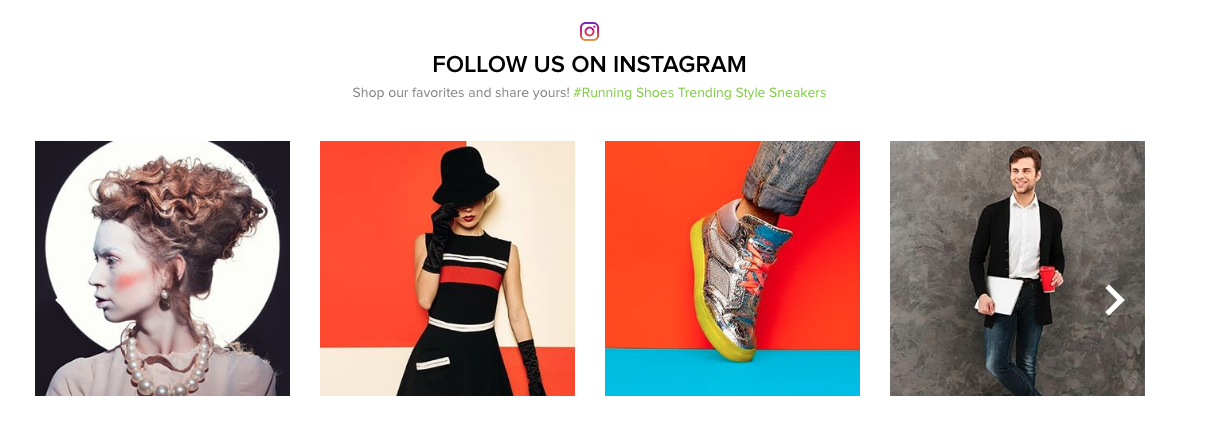 FOLLOW US ON INSTAGRAM
Shop our favorites and share yours! #Running Shoes Trending Style Sneakers